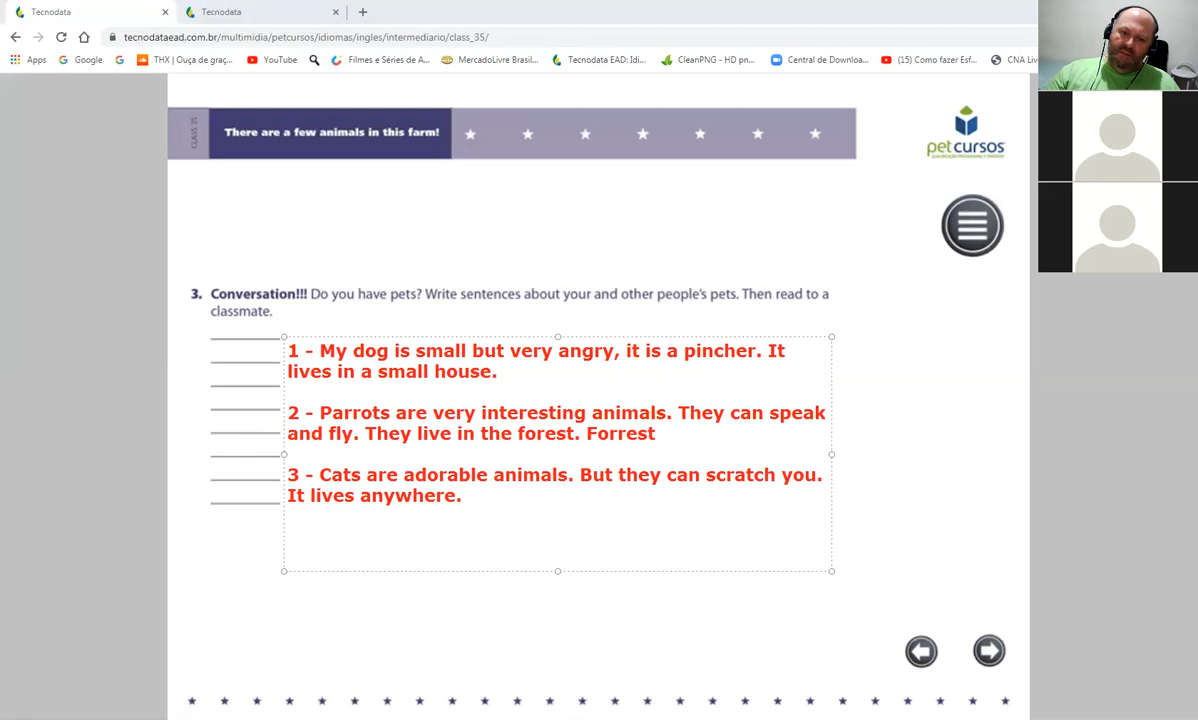 Tecnodata
Tecnodata
tecnodataead.com.br/multimidia/petcursos/idiomas/ingles/intermediario/class_35/
Apps Google THX | Ouça de graç... YouTube Filmes e Séries de A... MercadoLivre Brasil... Tecnodata EAD: Idi... CleanPNG - HD pn... Central de Downloa... (15) Como fazer Esf... CNA Liv
CLASS 35
There are a few animals in this farm!
petcursos
3. Conversation!!! Do you have pets? Write sentences about your and other people's pets. Then read to a
classmate.
1 - My dog is small but very angry, it is a pincher. It
lives in a small house.
2 - Parrots are very interesting animals. They can speak
and fly. They live in the forest. Forrest
3 - Cats are adorable animals. But they can scratch you.
It lives anywhere.